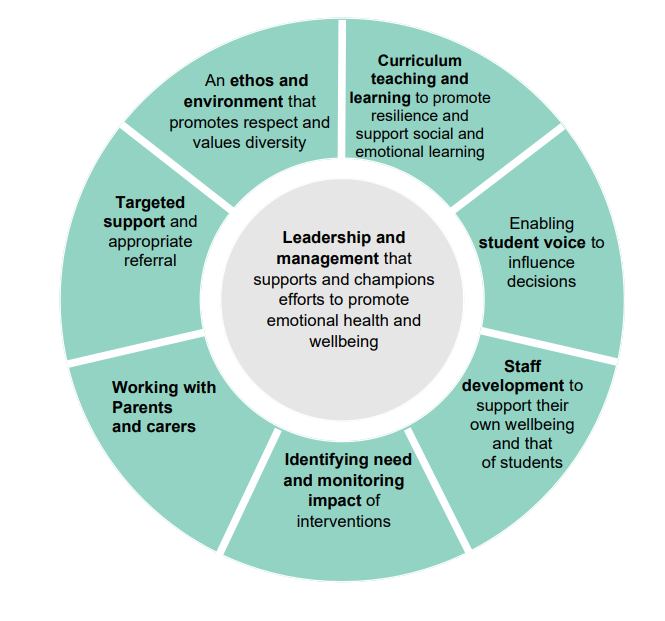 An ethos and
environment that
promotes respect and
values diversity
Curriculum
teaching and
learning to promote
resilience and
support social and
emotional learning
Enabling
student voice to
influence
decisions
Staff
development to
support their
own wellbeing
and that
of students
Identifying need
and monitoring
impact of
interventions
Working with
Parents
and carers
Targeted
support and
appropriate
referral
Leadership and
management that
supports and champions
efforts to promote
emotional health and
wellbeing